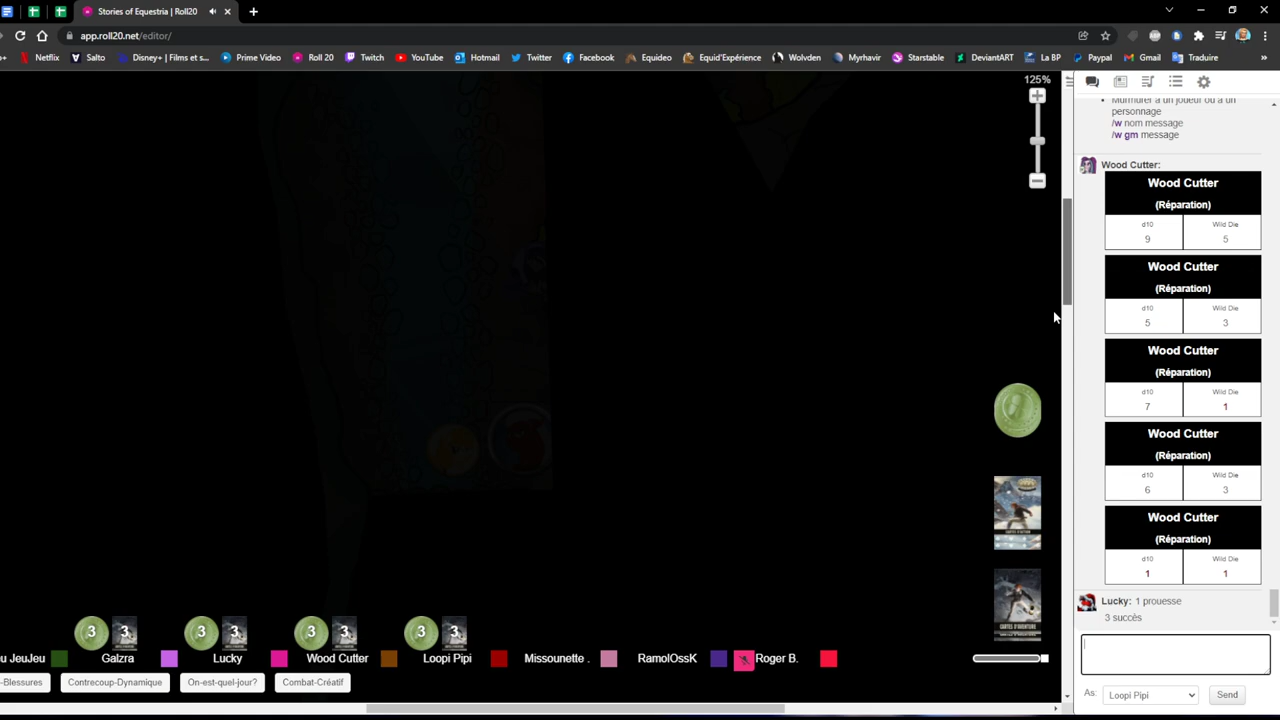 Stories of Equestria | Roll20
app.roll20.net/editor/
Netflix Salto Disney+ | Films et s... Prime Video Roll 20 Twitch YouTube Hotmail Twitter Facebook Equideo Equid'Expérience Wolvden Myrhavir Starstable DeviantART La BP Paypal Gmail Traduire
125%
Murmurer à un joueur ou à un
personnage
/w nom message
/w gm message
Wood Cutter:
Wood Cutter
(Réparation)
d10 Wild Die
9 5
Wood Cutter
(Réparation)
d10 Wild Die
5 3
Wood Cutter
(Réparation)
d10 Wild Die
7 1
Wood Cutter
(Réparation)
d10 Wild Die
6 3
Wood Cutter
(Réparation)
d10 Wild Die
1 1
Lucky: 1 prouesse
3 succès
3 3 3 3 3 3 3 3
u JeuJeu Galzra Lucky Wood Cutter Loopi Pipi Missounette . RamolOssK Roger B.
-Blessures Contrecoup-Dynamique On-est-quel-jour? Combat-Créatif
As: Loopi Pipi Send